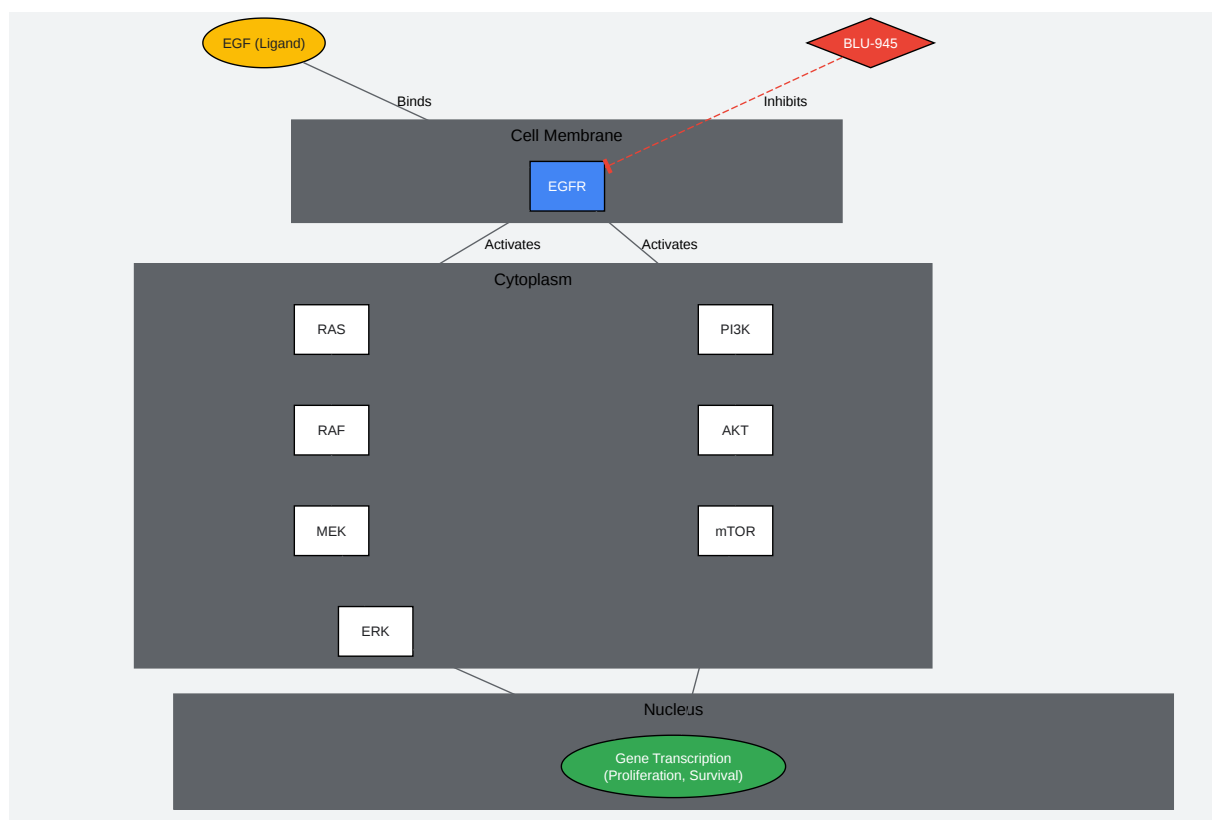 EGF (Ligand)
BLU-945
Binds
Inhibits
Cell Membrane
EGFR
Activates
Activates
Cytoplasm
RAS
PI3K
RAF
AKT
MEK
mTOR
ERK
Nucleus
Gene Transcription
(Proliferation, Survival)